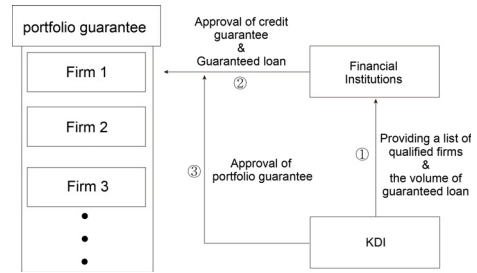 portfolio guarantee
Firm 1
Firm 2
Firm 3
Approval of credit
guarantee
&
Guaranteed loan
②
Financial
Institutions
①
Providing a list of
qualified firms
&
the volume of
guaranteed loan
③
Approval of
portfolio guarantee
KDI